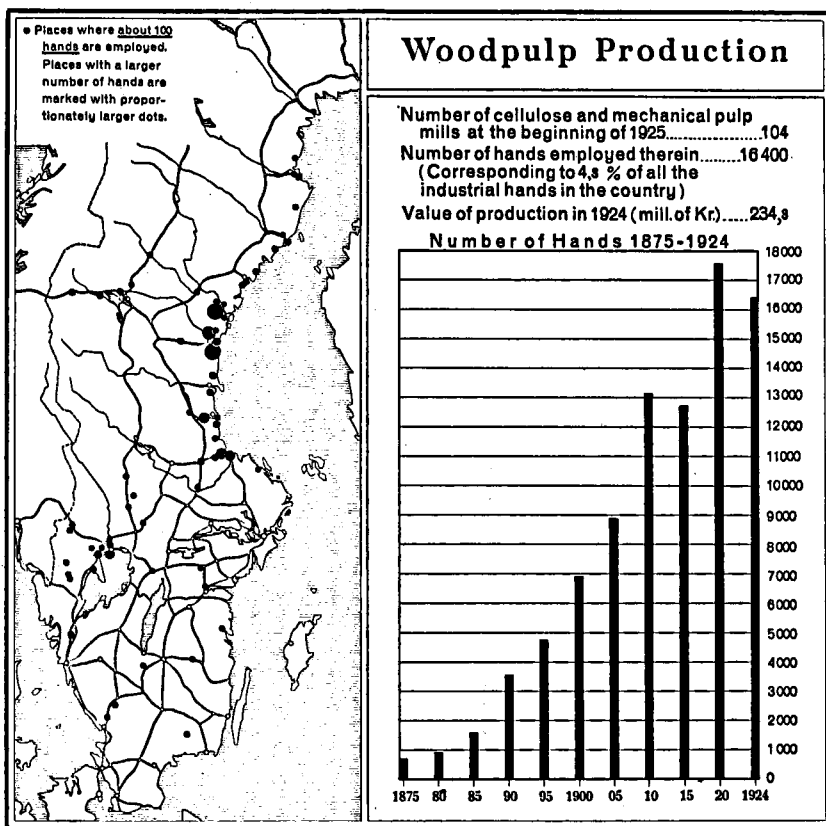 • Places where about 100
hands are employed.
Places with a larger
number of hands are
marked with propor-
tionately larger dots.
Woodpulp Production
Number of cellulose and mechanical pulp
mills at the beginning of 1925..............104
Number of hands employed therein.......16400
(Corresponding to 4,8 % of all the
industrial hands in the country)
Value of production in 1924 (mill. of Kr.).....234,8
Number of Hands 1875-1924
18000
17000
16000
15000
14000
13000
12000
11000
10000
9000
8000
7000
6000
5000
4000
3000
2000
1000
0
1875 80 85 90 95 1900 05 10 15 20 1924